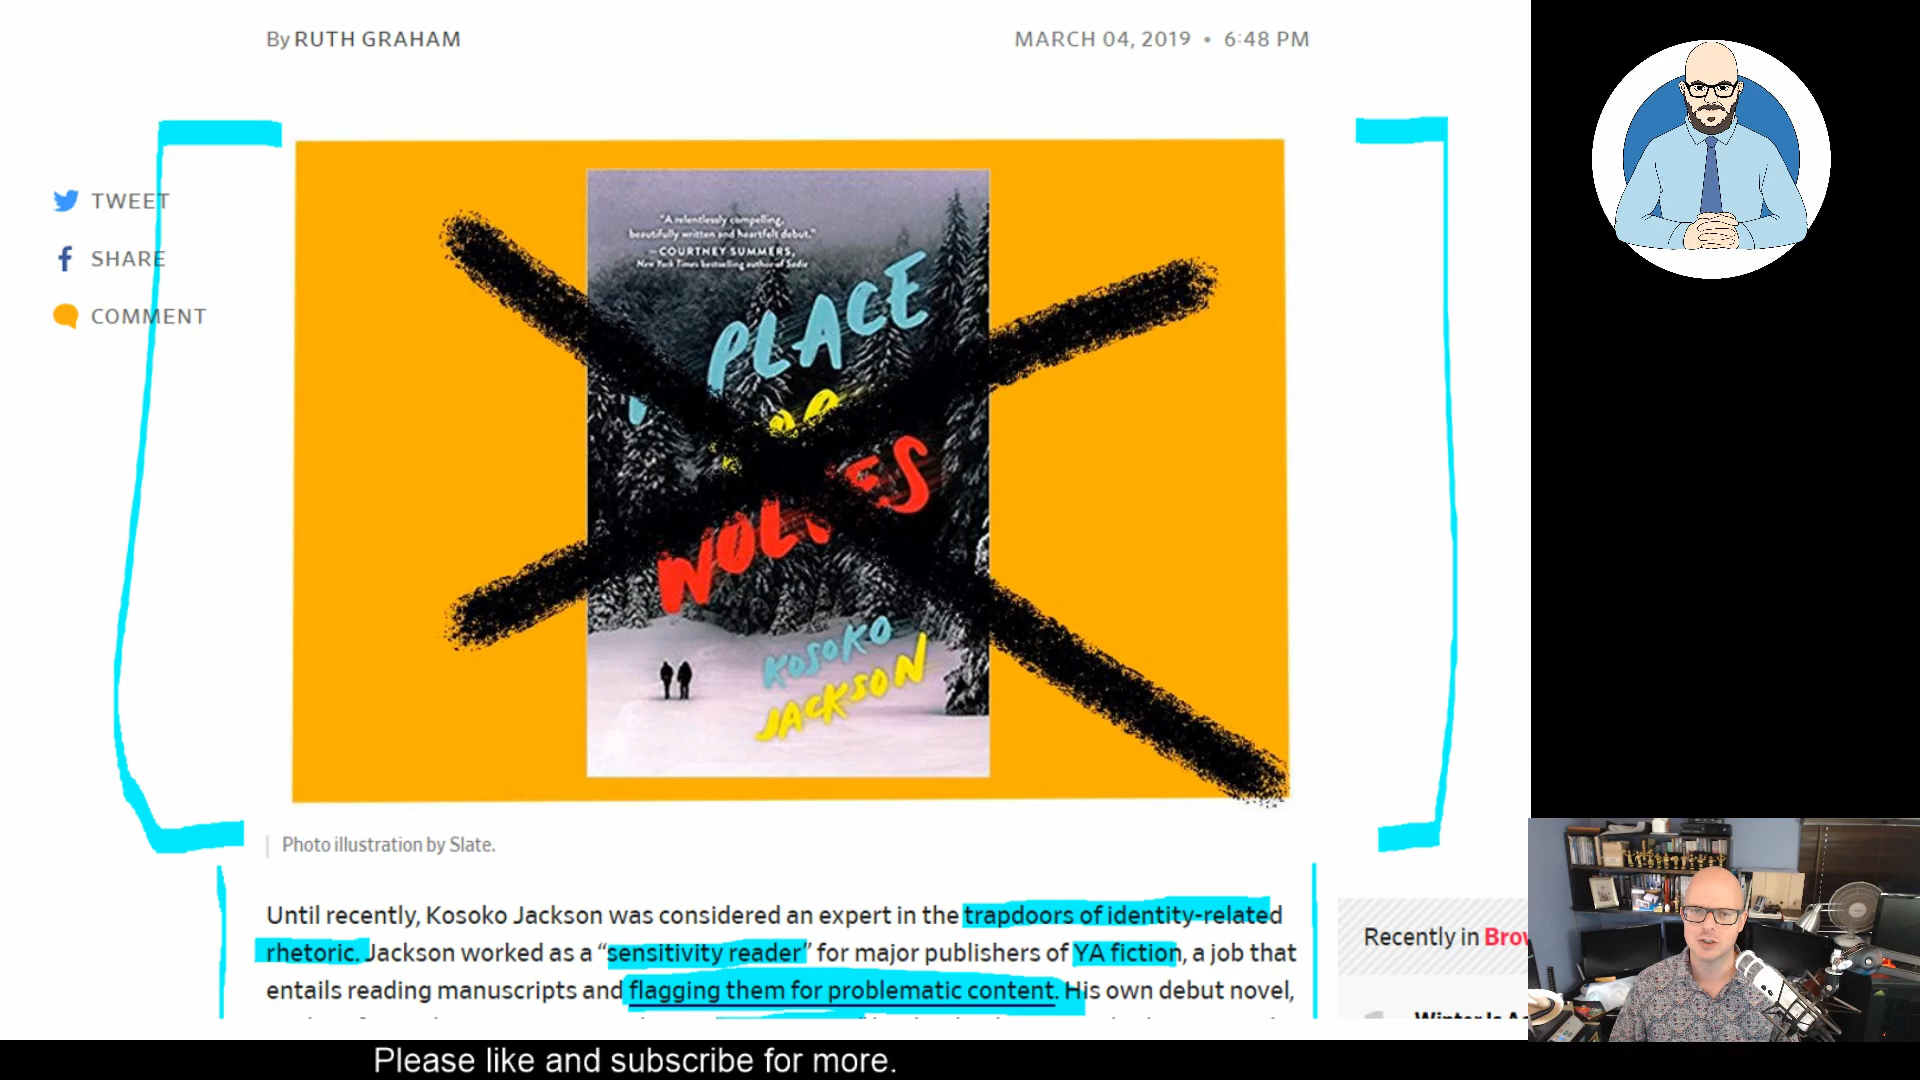 By RUTH GRAHAM
MARCH 04, 2019 • 6:48 PM
TWEET
SHARE
COMMENT
"A relentlessly compelling,
beautifully written and heartfelt debut."
—COURTNEY SUMMERS,
New York Times bestselling author of Sadie
PLACE
WOLVES
KOSOKO
JACKSON
Photo illustration by Slate.
Until recently, Kosoko Jackson was considered an expert in the trapdoors of identity-related
rhetoric. Jackson worked as a “sensitivity reader” for major publishers of YA fiction, a job that
entails reading manuscripts and flagging them for problematic content. His own debut novel,
Recently in
Please like and subscribe for more.